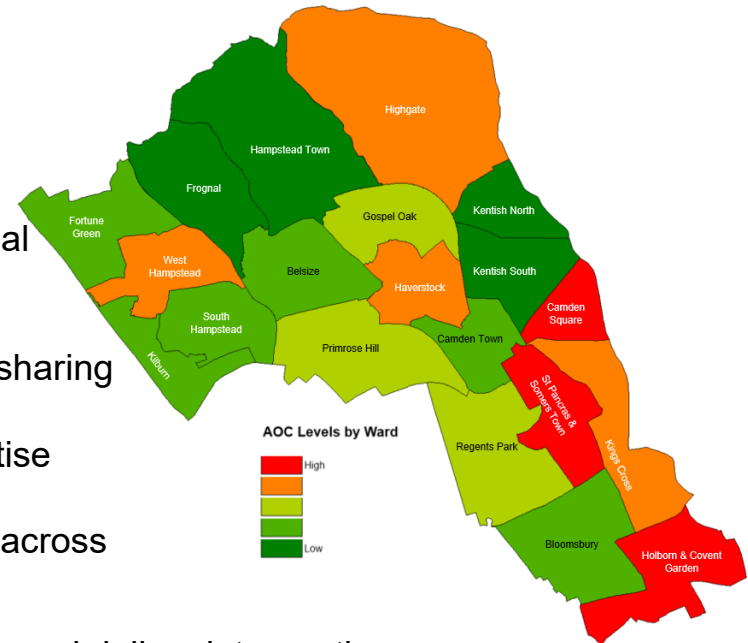 Highgate
Hampstead Town
Frognal
Kentish North
Gospel Oak
Fortune
Green
al
West
Hampstead
Belsize
Kentish South
Haverstock
Camden
Square
South
Hampstead
Camden Town
Primrose Hill
Kilburn
sharing
St Pancras &
Somers Town
AOC Levels by Ward
Regents Park
Kings Cross
tise
High
across
Low
Bloomsbury
Holborn & Covent
Garden